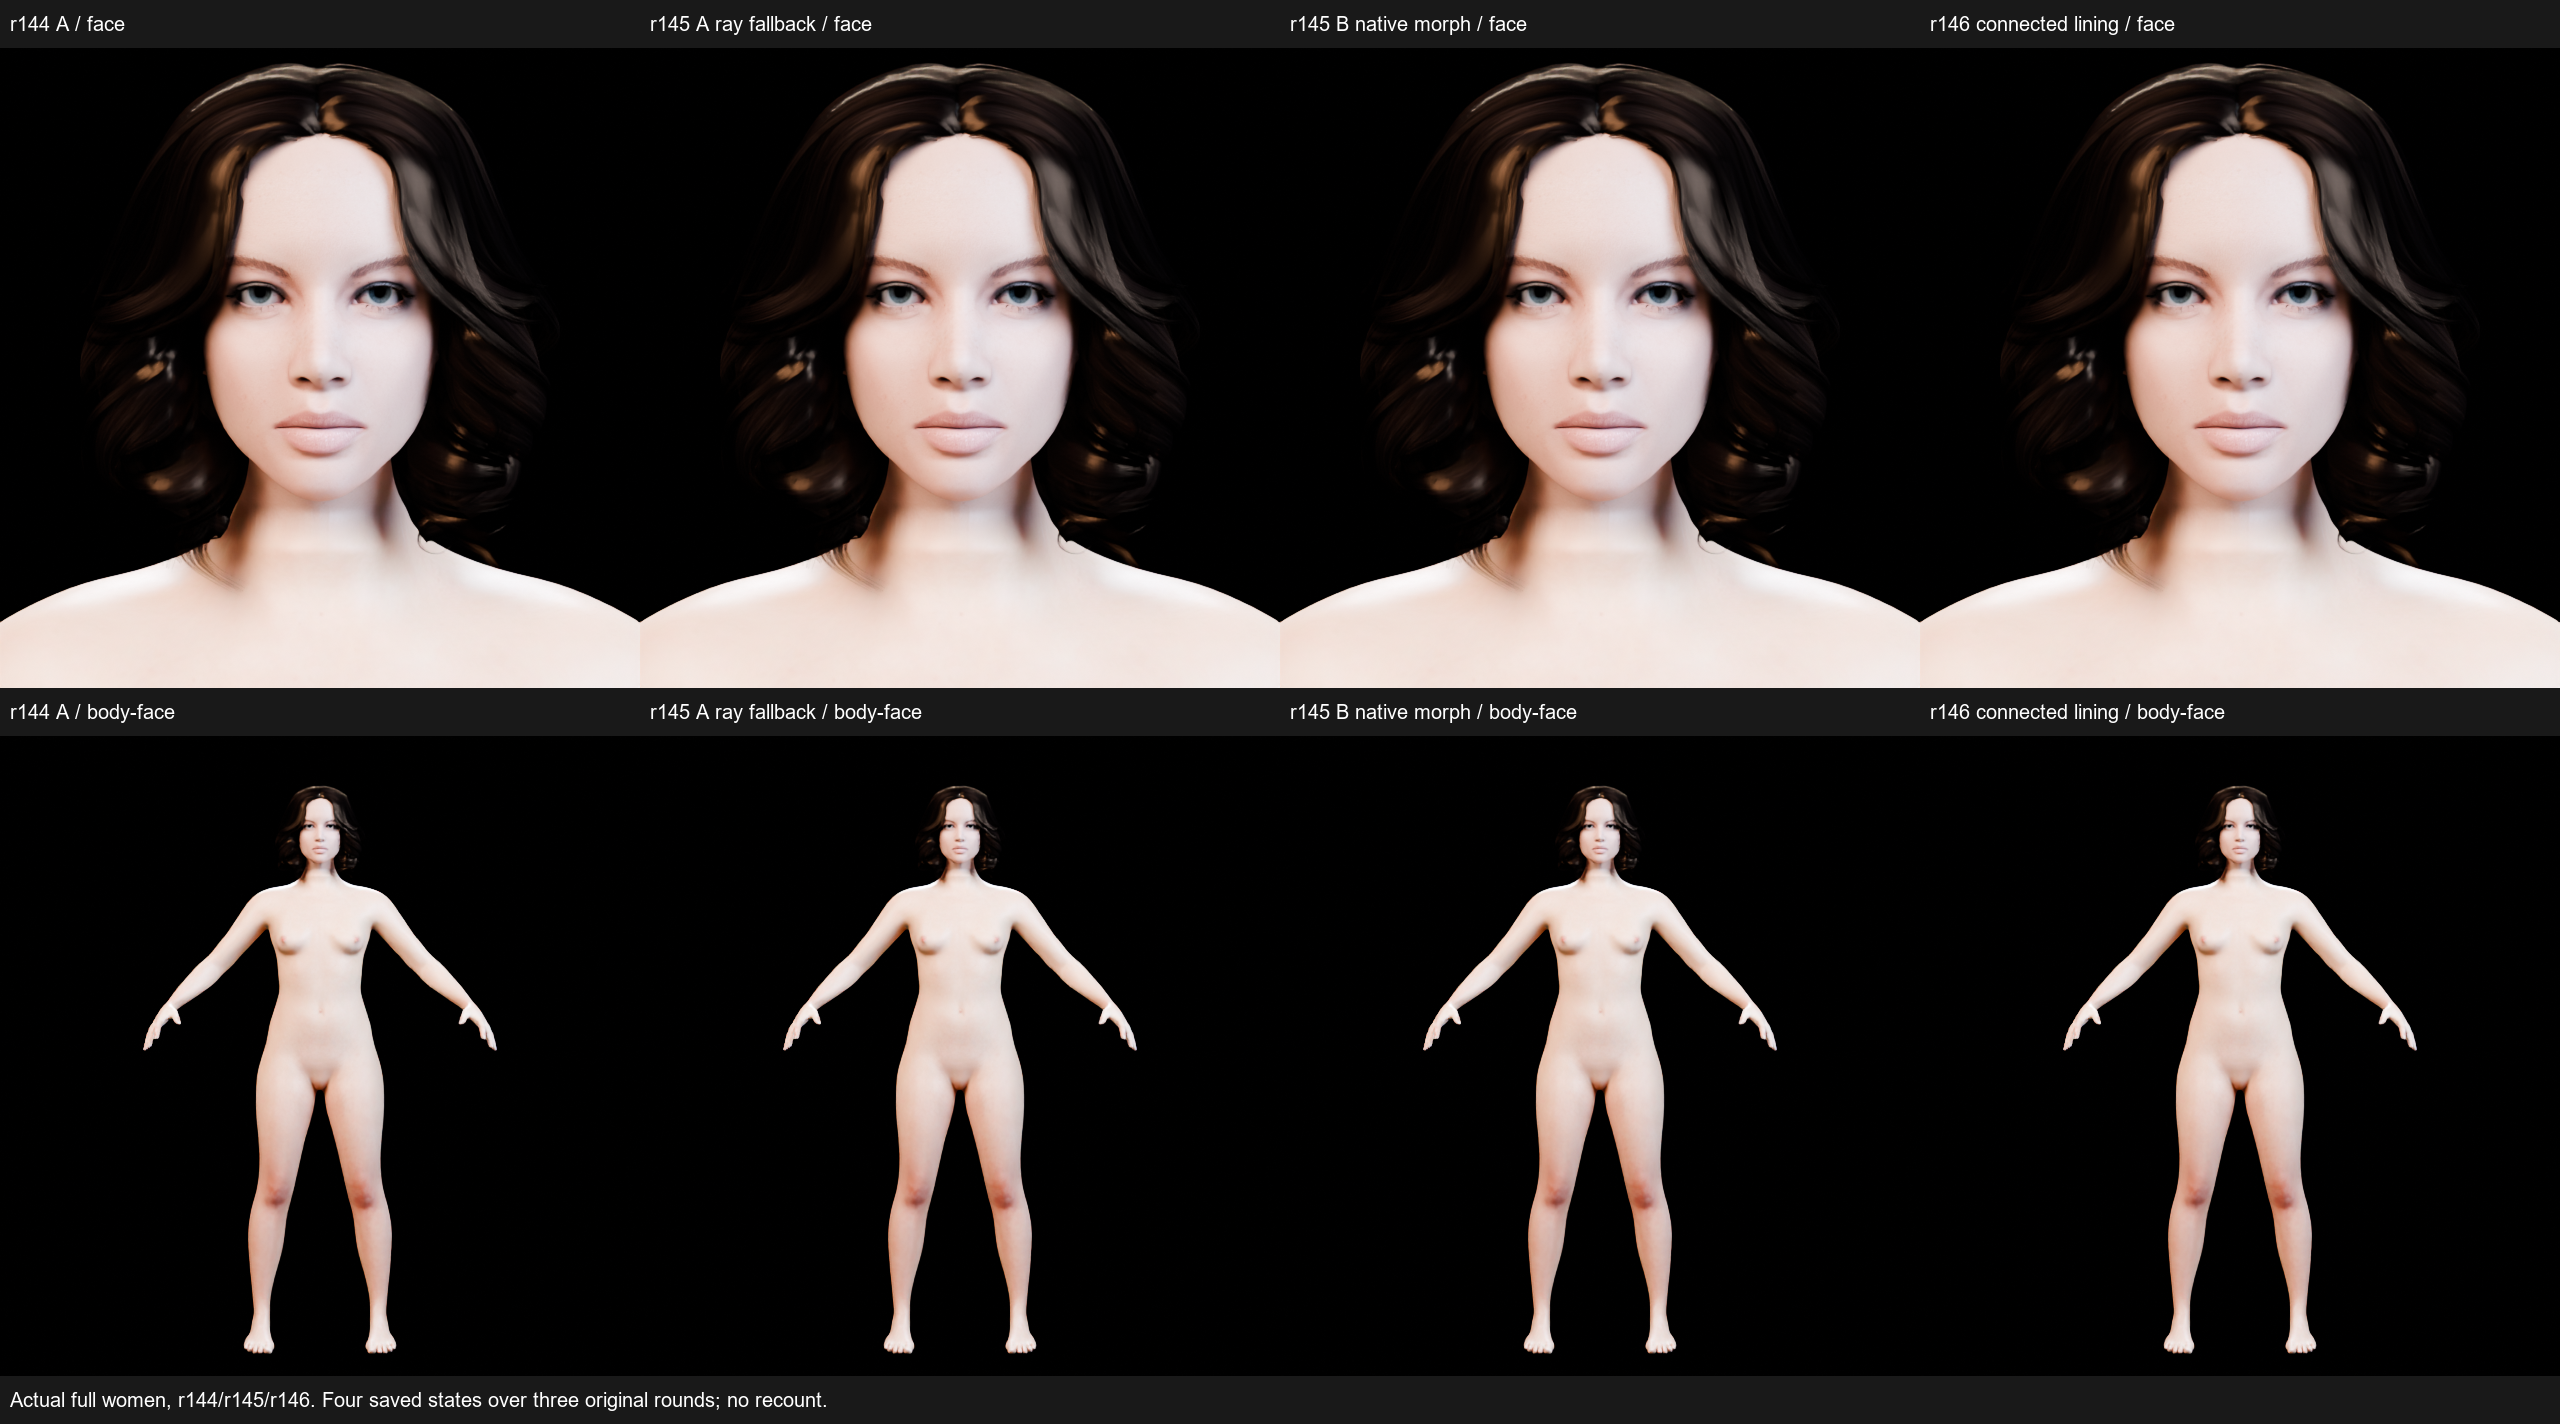 r144 A / face
r145 A ray fallback / face
r145 B native morph / face
r146 connected lining / face
r144 A / body-face
r145 A ray fallback / body-face
r145 B native morph / body-face
r146 connected lining / body-face
Actual full women, r144/r145/r146. Four saved states over three original rounds; no recount.